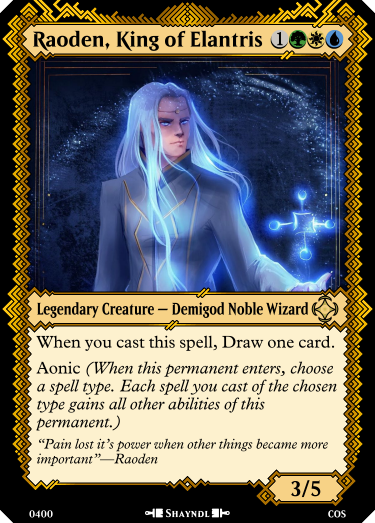 Raoden, King of Elantris 1
Legendary Creature — Demigod Noble Wizard
When you cast this spell, Draw one card.
Aonic (When this permanent enters, choose
a spell type. Each spell you cast of the chosen
type gains all other abilities of this
permanent.)
“Pain lost it’s power when other things became more
important”—Raoden
3/5
0400 Shayndl COS